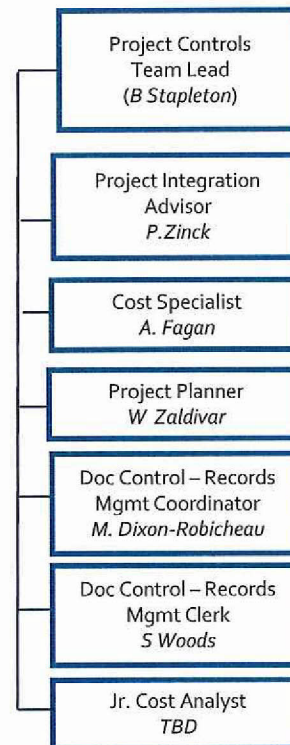 Project Controls
Team Lead
(B Stapleton)
Project Integration
Advisor
P.Zinck
Cost Specialist
A. Fagan
Project Planner
W Zaldivar
Doc Control – Records
Mgmt Coordinator
M. Dixon-Robicheau
Doc Control – Records
Mgmt Clerk
S Woods
Jr. Cost Analyst
TBD